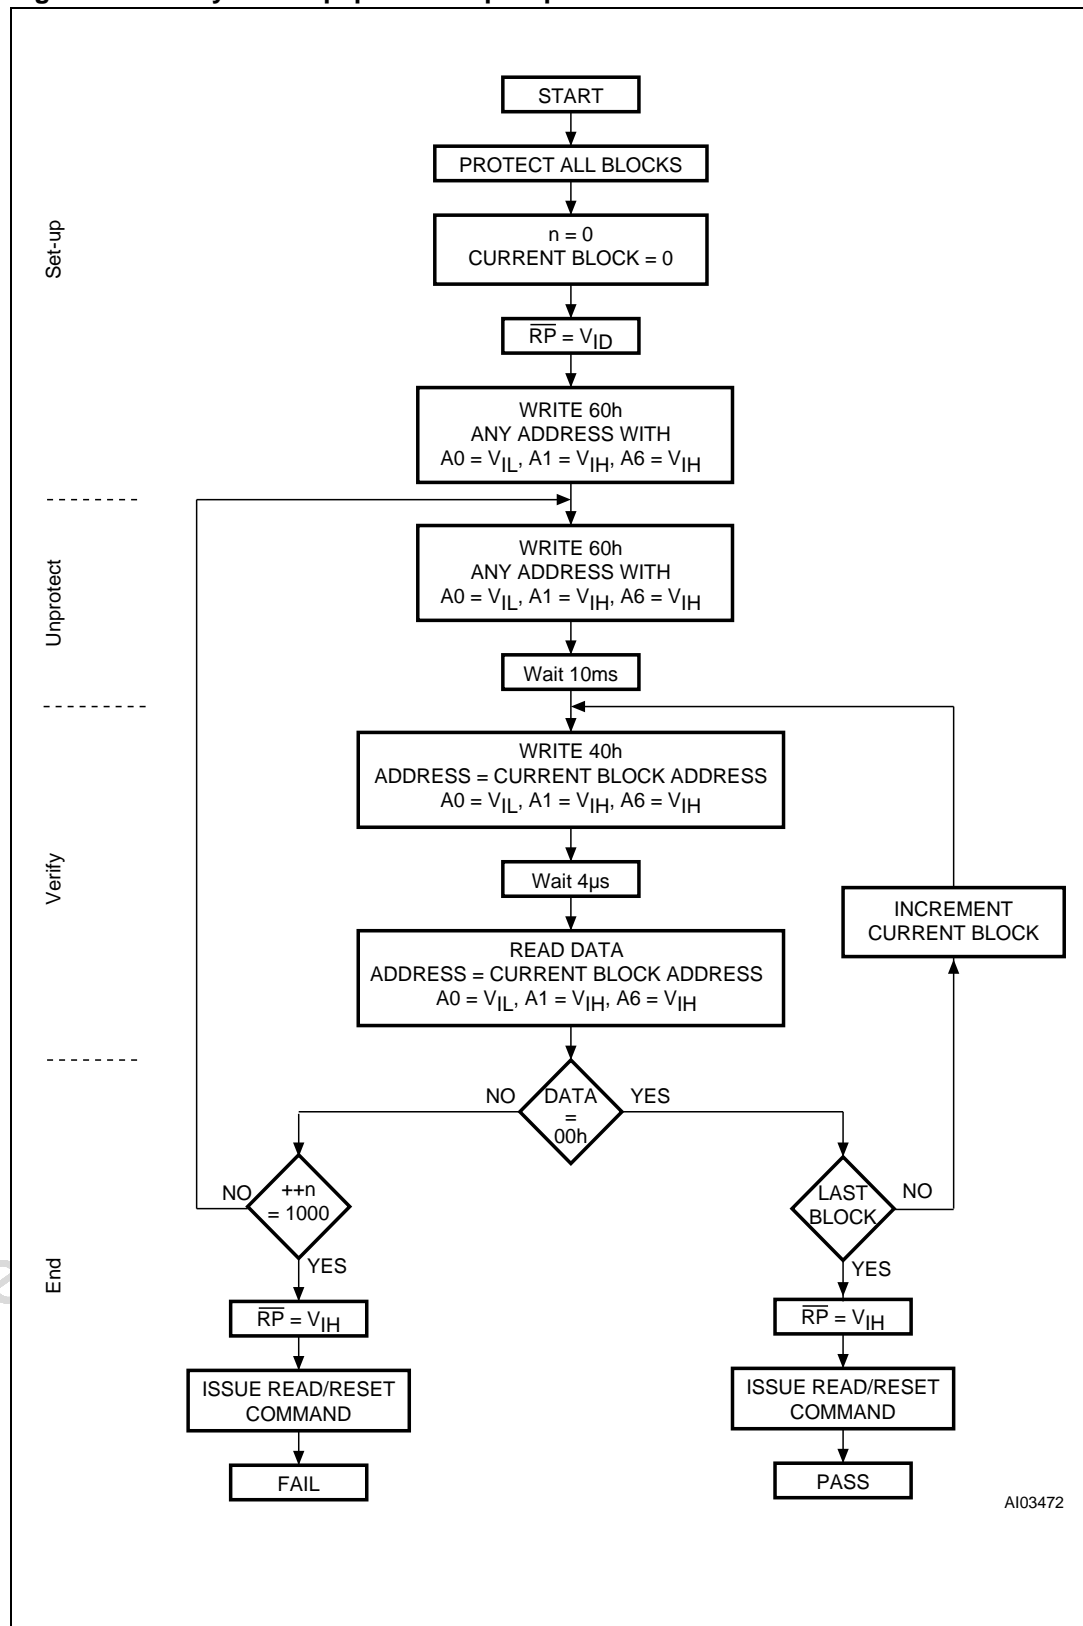 START
PROTECT ALL BLOCKS
Set-up
n = 0
CURRENT BLOCK = 0
RP = VID
WRITE 60h
ANY ADDRESS WITH
A0 = VIL, A1 = VIH, A6 = VIH
Unprotect
WRITE 60h
ANY ADDRESS WITH
A0 = VIL, A1 = VIH, A6 = VIH
Wait 10ms
WRITE 40h
ADDRESS = CURRENT BLOCK ADDRESS
A0 = VIL, A1 = VIH, A6 = VIH
Verify
Wait 4µs
INCREMENT
CURRENT BLOCK
READ DATA
ADDRESS = CURRENT BLOCK ADDRESS
A0 = VIL, A1 = VIH, A6 = VIH
NO
DATA
=
00h
YES
NO
++n
= 1000
LAST
BLOCK
NO
End
YES
YES
RP = VIH
RP = VIH
ISSUE READ/RESET
COMMAND
ISSUE READ/RESET
COMMAND
FAIL
PASS
AI03472